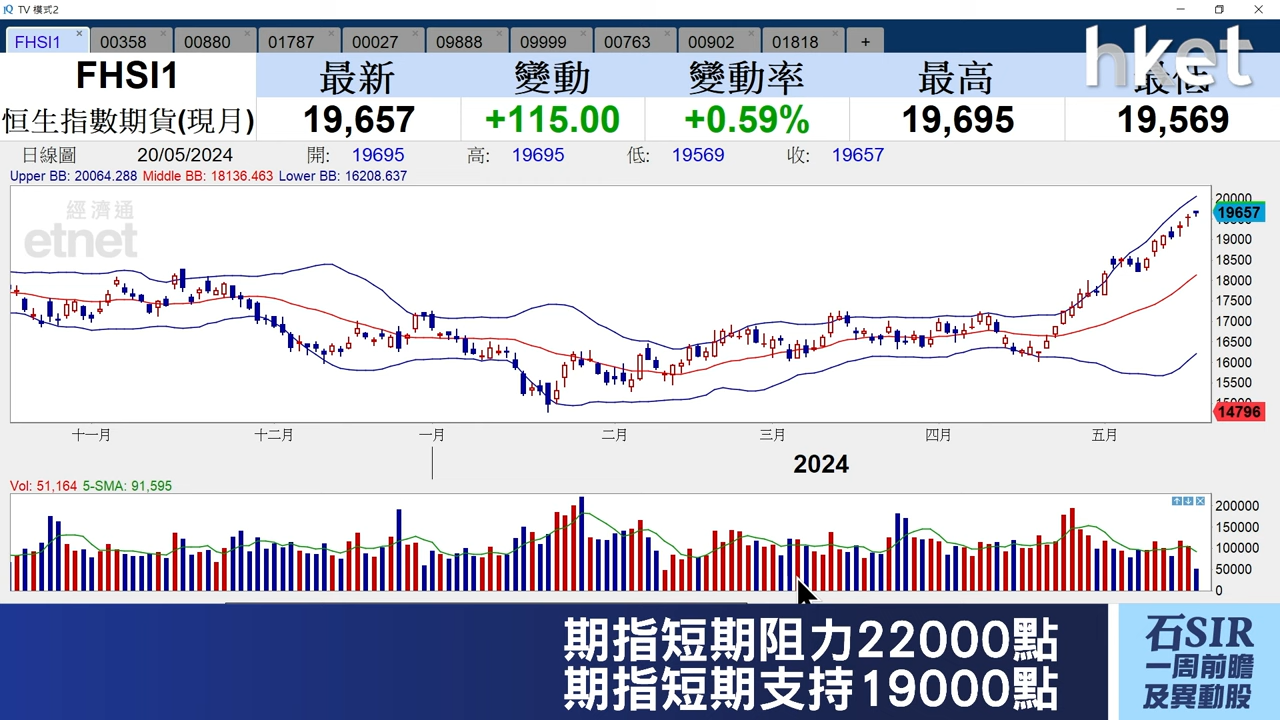 TV 模式2
FHSI1 00358 00880 01787 00027 09888 09999 00763 00902 01818 +
hket
FHSI1 最新 變動 變動率 最高 最低
恒生指數期貨(現月) 19,657 +115.00 +0.59% 19,695 19,569
日線圖 20/05/2024 開: 19695 高: 19695 低: 19569 收: 19657
Upper BB: 20064.288 Middle BB: 18136.463 Lower BB: 16208.637
經濟通
etnet
20000
19657
19000
18500
18000
17500
17000
16500
16000
15500
15000
14796
十一月 十二月 一月 二月 三月 四月 五月
2024
Vol: 51,164 5-SMA: 91,595
200000
150000
100000
50000
0
期指短期阻力22000點
期指短期支持19000點
石SIR
一周前瞻
及異動股